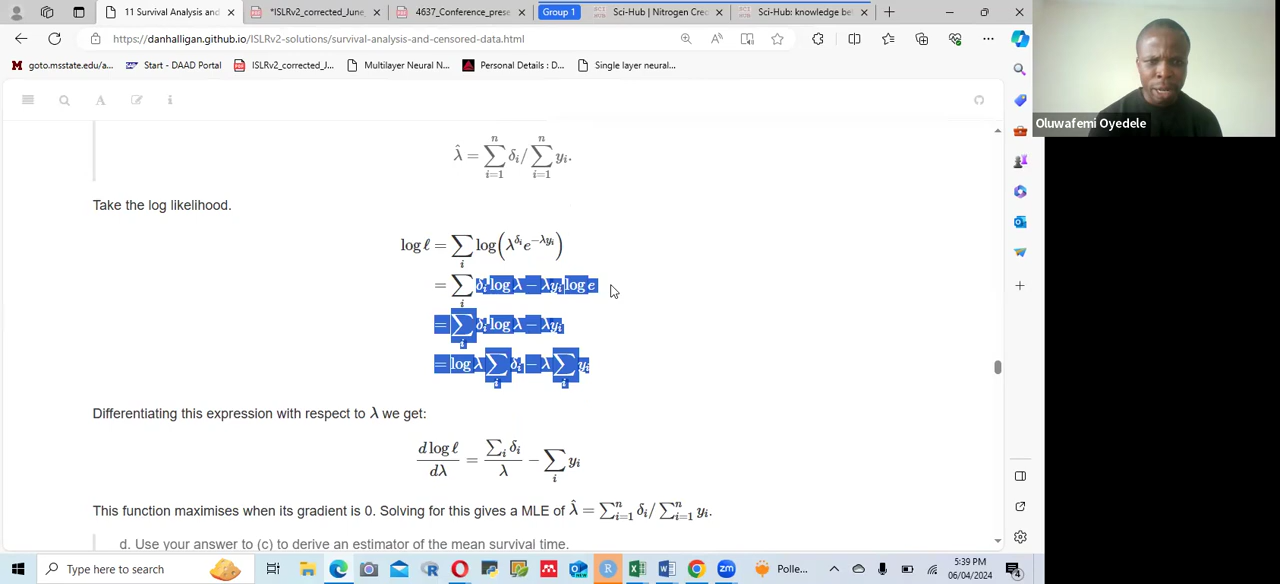 11 Survival Analysis and
*ISLRv2_corrected_June_
4637_Conference_prese
Group 1
Sci-Hub | Nitrogen Crec
Sci-Hub: knowledge be
https://danhalligan.github.io/ISLRv2-solutions/survival-analysis-and-censored-data.html
goto.msstate.edu/a...
Start - DAAD Portal
ISLRv2_corrected_J...
Multilayer Neural N...
Personal Details : D...
Single layer neural...
Oluwafemi Oyedele
λ̂ = ∑ᵢ₌₁ⁿ δᵢ / ∑ᵢ₌₁ⁿ yᵢ.
Take the log likelihood.
log ℓ = ∑ᵢ log(λ^δᵢ e^−λyᵢ)
= ∑ᵢ δᵢ log λ − λyᵢ log e
= ∑ᵢ δᵢ log λ − λyᵢ
= log λ ∑ᵢ δᵢ − λ ∑ᵢ yᵢ
Differentiating this expression with respect to λ we get:
d log ℓ / dλ = ∑ᵢ δᵢ / λ − ∑ᵢ yᵢ
This function maximises when its gradient is 0. Solving for this gives a MLE of λ̂ = ∑ᵢ₌₁ⁿ δᵢ / ∑ᵢ₌₁ⁿ yᵢ.
d. Use your answer to (c) to derive an estimator of the mean survival time.
Type here to search
Polle...
5:39 PM
06/04/2024